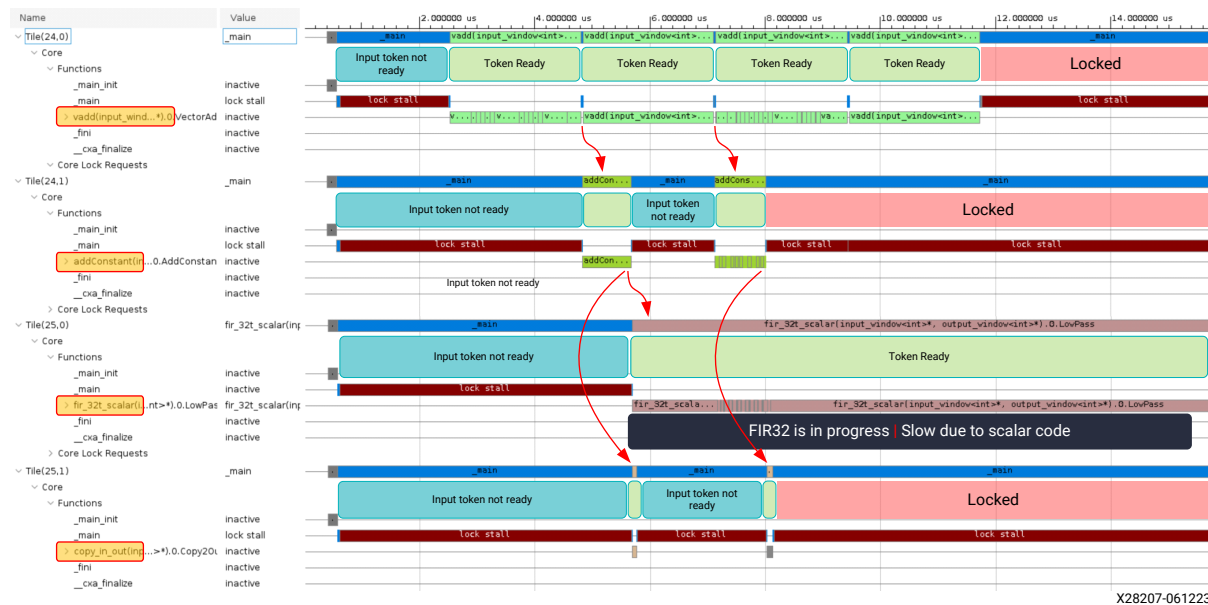 Name Value 2.000000 us 4.000000 us 6.000000 us 8.000000 us 10.000000 us 12.000000 us 14.000000 us
Tile(24,0) _main _main vadd(input_window<int>... vadd(input_window<int>... vadd(input_window<int>... vadd(input_window<int>... _main
Core
Functions
Input token not ready Token Ready Token Ready Token Ready Token Ready Locked
_main_init inactive
_main lock stall lock stall lock stall
vadd(input_wind...*).0.VectorAd inactive v... v... v... v... vadd(input_window<int>... v... va... vadd(input_window<int>...
_fini inactive
__cxa_finalize inactive
Core Lock Requests
Tile(24,1) _main _main addCon... _main addCons... _main
Core
Functions
Input token not ready Input token not ready Locked
_main_init inactive
_main lock stall lock stall lock stall lock stall lock stall
addConstant(in...0.AddConstan inactive addCon...
_fini inactive Input token not ready
__cxa_finalize inactive
Core Lock Requests
Tile(25,0) fir_32t_scalar(inp _main fir_32t_scalar(input_window<int>*, output_window<int>*).0.LowPass
Core
Functions
Input token not ready Token Ready
_main_init inactive
_main inactive lock stall
fir_32t_scalar(i...nt>*).0.LowPas fir_32t_scalar(inp fir_32t_scala... fir_32t_scalar(input_window<int>*, output_window<int>*).0.LowPass
_fini inactive
__cxa_finalize inactive
FIR32 is in progress | Slow due to scalar code
Core Lock Requests
Tile(25,1) _main _main _main _main
Core
Functions
Input token not ready Input token not ready Locked
_main_init inactive
_main lock stall lock stall lock stall lock stall
copy_in_out(inp...>*).0.Copy2Ou inactive
_fini inactive
__cxa_finalize inactive
X28207-061223